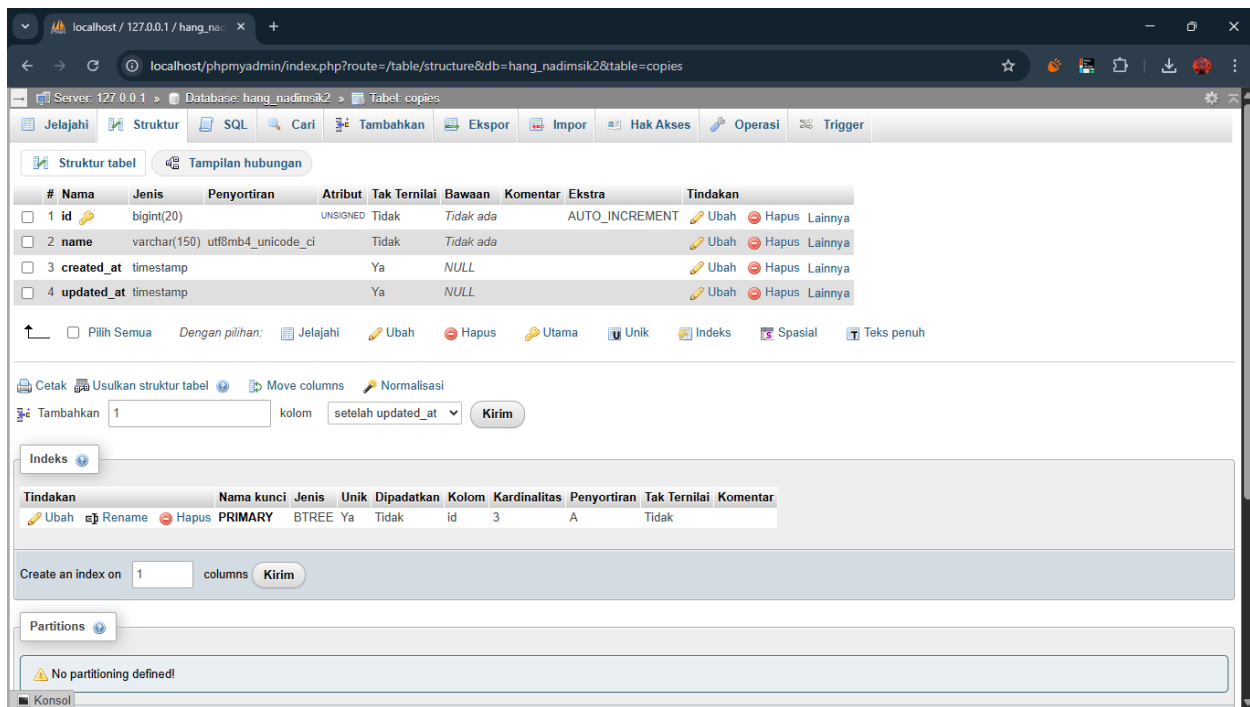 localhost / 127.0.0.1 / hang_nad
localhost/phpmyadmin/index.php?route=/table/structure&db=hang_nadimsik2&table=copies
Server: 127.0.0.1 » Database: hang_nadimsik2 » Tabel: copies
Jelajahi Struktur SQL Cari Tambahkan Ekspor Impor Hak Akses Operasi Trigger
Struktur tabel Tampilan hubungan
# Nama Jenis Penyortiran Atribut Tak Ternilai Bawaan Komentar Ekstra Tindakan
1 id bigint(20) UNSIGNED Tidak Tidak ada AUTO_INCREMENT Ubah Hapus Lainnya
2 name varchar(150) utf8mb4_unicode_ci Tidak Tidak ada Ubah Hapus Lainnya
3 created_at timestamp Ya NULL Ubah Hapus Lainnya
4 updated_at timestamp Ya NULL Ubah Hapus Lainnya
Pilih Semua Dengan pilihan: Jelajahi Ubah Hapus Utama Unik Indeks Spasial Teks penuh
Cetak Usulkan struktur tabel Move columns Normalisasi
Tambahkan 1 kolom setelah updated_at Kirim
Indeks
Tindakan Nama kunci Jenis Unik Dipadatkan Kolom Kardinalitas Penyortiran Tak Ternilai Komentar
Ubah Rename Hapus PRIMARY BTREE Ya Tidak id 3 A Tidak
Create an index on 1 columns Kirim
Partitions
No partitioning defined!
Konsol